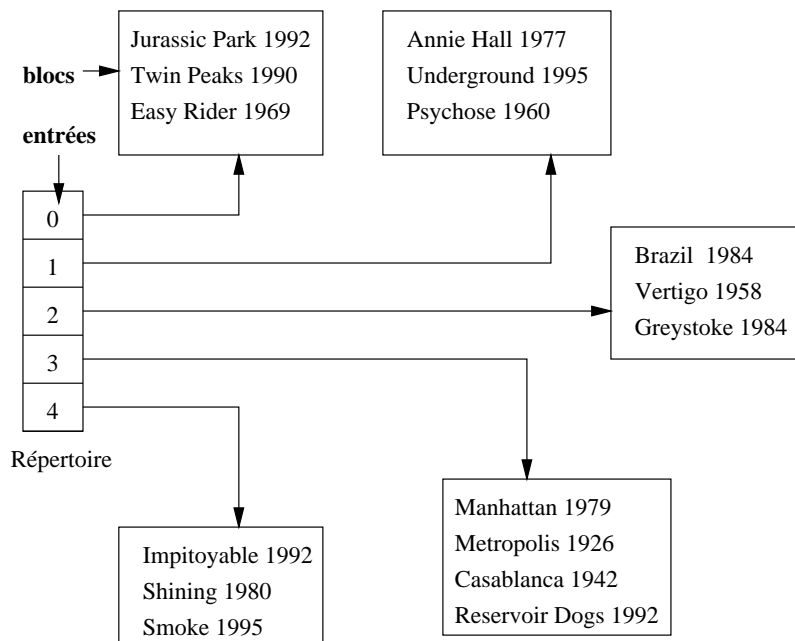 Jurassic Park 1992
Twin Peaks 1990
Easy Rider 1969
Annie Hall 1977
Underground 1995
Psychose 1960
blocs
entrées
0
1
2
3
4
Répertoire
Brazil 1984
Vertigo 1958
Greystoke 1984
Impitoyable 1992
Shining 1980
Smoke 1995
Manhattan 1979
Metropolis 1926
Casablanca 1942
Reservoir Dogs 1992